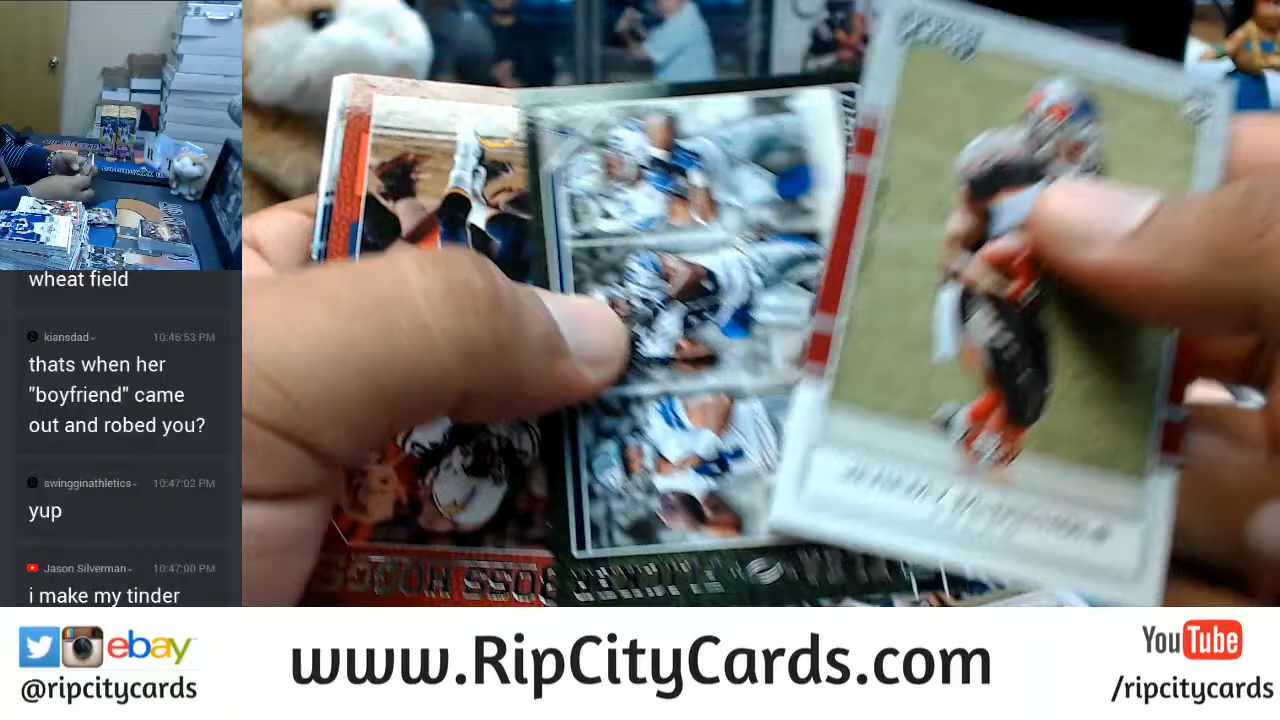 wheat field
kiansdad
10:46:53 PM
thats when her
"boyfriend" came
out and robed you?
swingginathletics
10:47:02 PM
yup
Jason Silverman
10:47:00 PM
i make my tinder
ebay
@ripcitycards
www.RipCityCards.com
YouTube
/ripcitycards